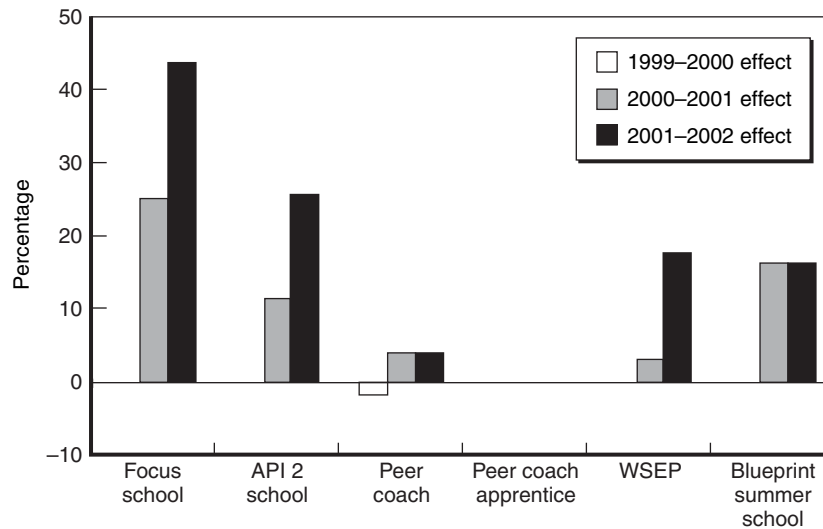 50
40
30
20
10
0
–10
Percentage
1999–2000 effect
2000–2001 effect
2001–2002 effect
Focus
school
API 2
school
Peer
coach
Peer coach
apprentice
WSEP
Blueprint
summer
school